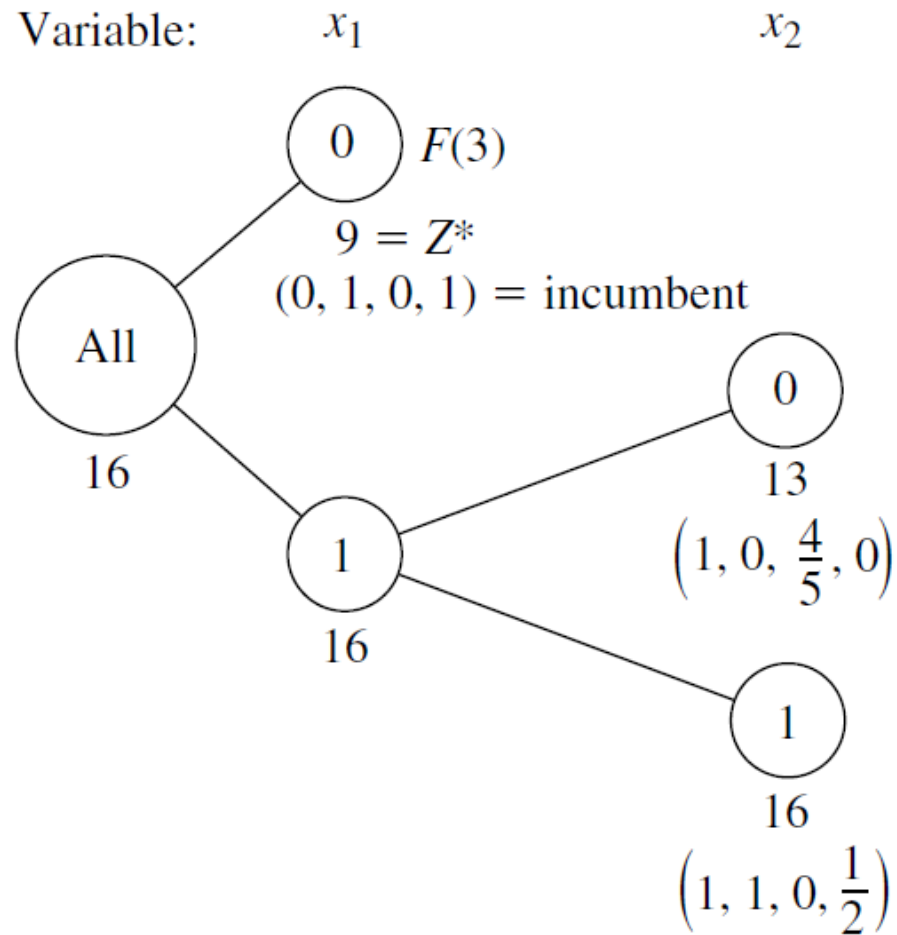 Variable: x₁ x₂
0 F(3)
9 = Z*
(0, 1, 0, 1) = incumbent
All
16
0
13
(1, 0, 4/5, 0)
1
16
1
16
(1, 1, 0, 1/2)